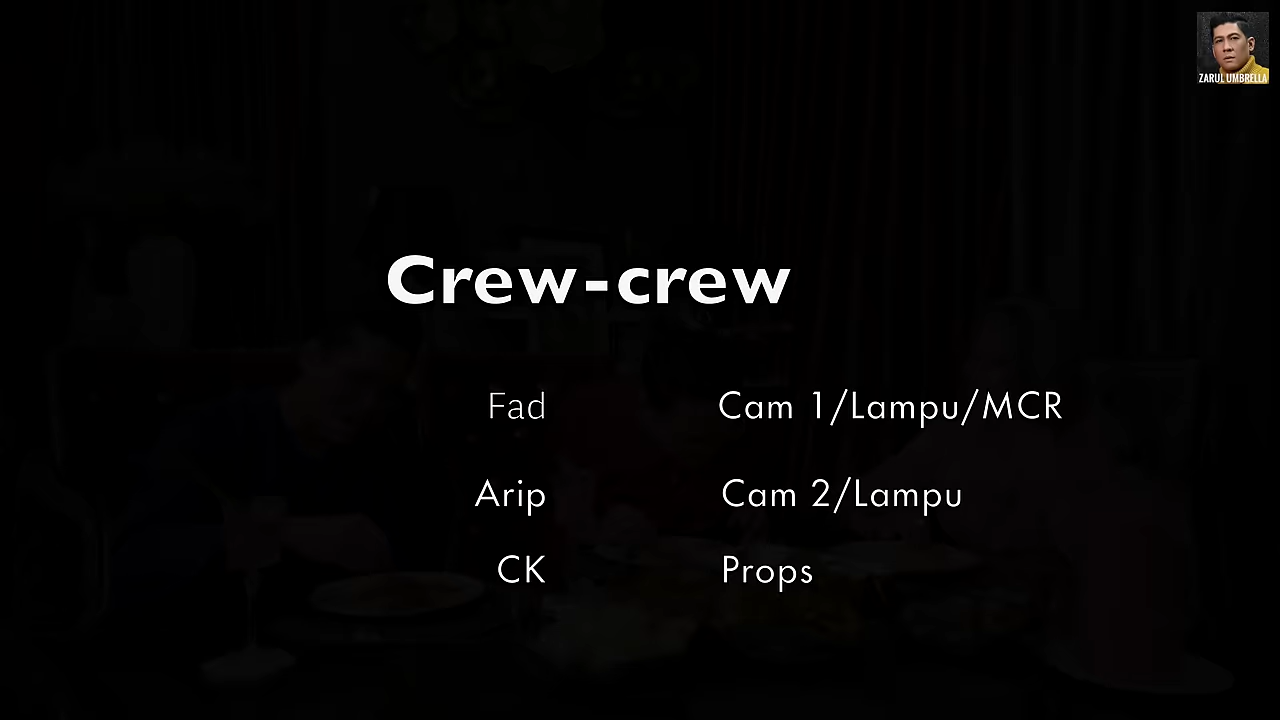 ZARUL UMBRELLA
Crew-crew
Fad Cam 1/Lampu/MCR
Arip Cam 2/Lampu
CK Props